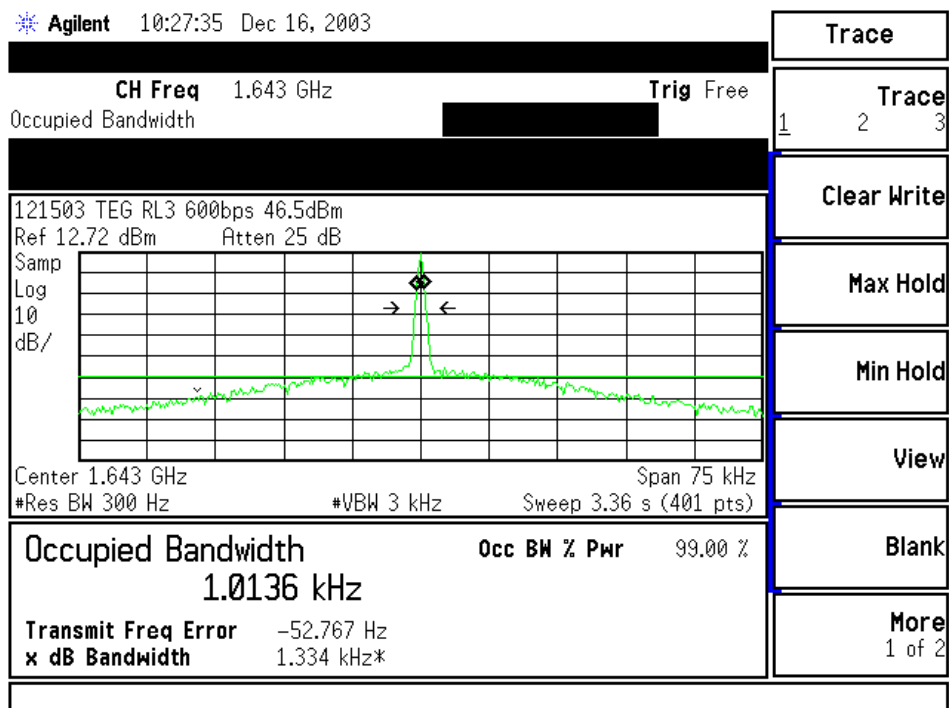 Agilent 10:27:35 Dec 16, 2003
Trace
CH Freq 1.643 GHz Trig Free
Occupied Bandwidth
Trace
1 2 3
Clear Write
Max Hold
Min Hold
View
Blank
More
1 of 2
121503 TEG RL3 600bps 46.5dBm
Ref 12.72 dBm Atten 25 dB
Samp
Log
10
dB/
Center 1.643 GHz Span 75 kHz
#Res BW 300 Hz #VBW 3 kHz Sweep 3.36 s (401 pts)
Occupied Bandwidth Occ BW % Pwr 99.00 %
1.0136 kHz
Transmit Freq Error -52.767 Hz
x dB Bandwidth 1.334 kHz*